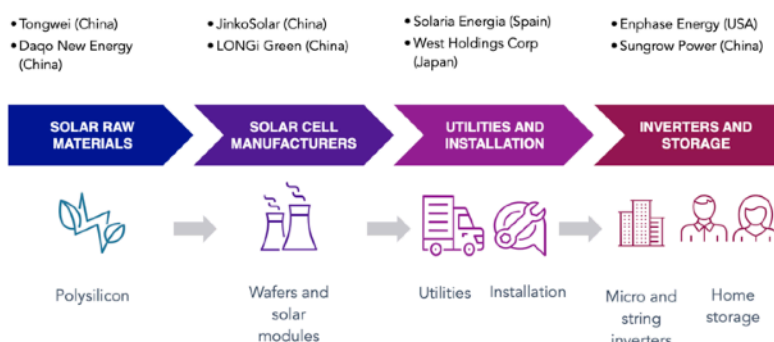 • Tongwei (China)
• Daqo New Energy
(China)
• JinkoSolar (China)
• LONGi Green (China)
• Solaria Energia (Spain)
• West Holdings Corp
(Japan)
• Enphase Energy (USA)
• Sungrow Power (China)
SOLAR RAW
MATERIALS
SOLAR CELL
MANUFACTURERS
UTILITIES AND
INSTALLATION
INVERTERS AND
STORAGE
Polysilicon
Wafers and
solar
modules
Utilities
Installation
Micro and
string
inverters
Home
storage